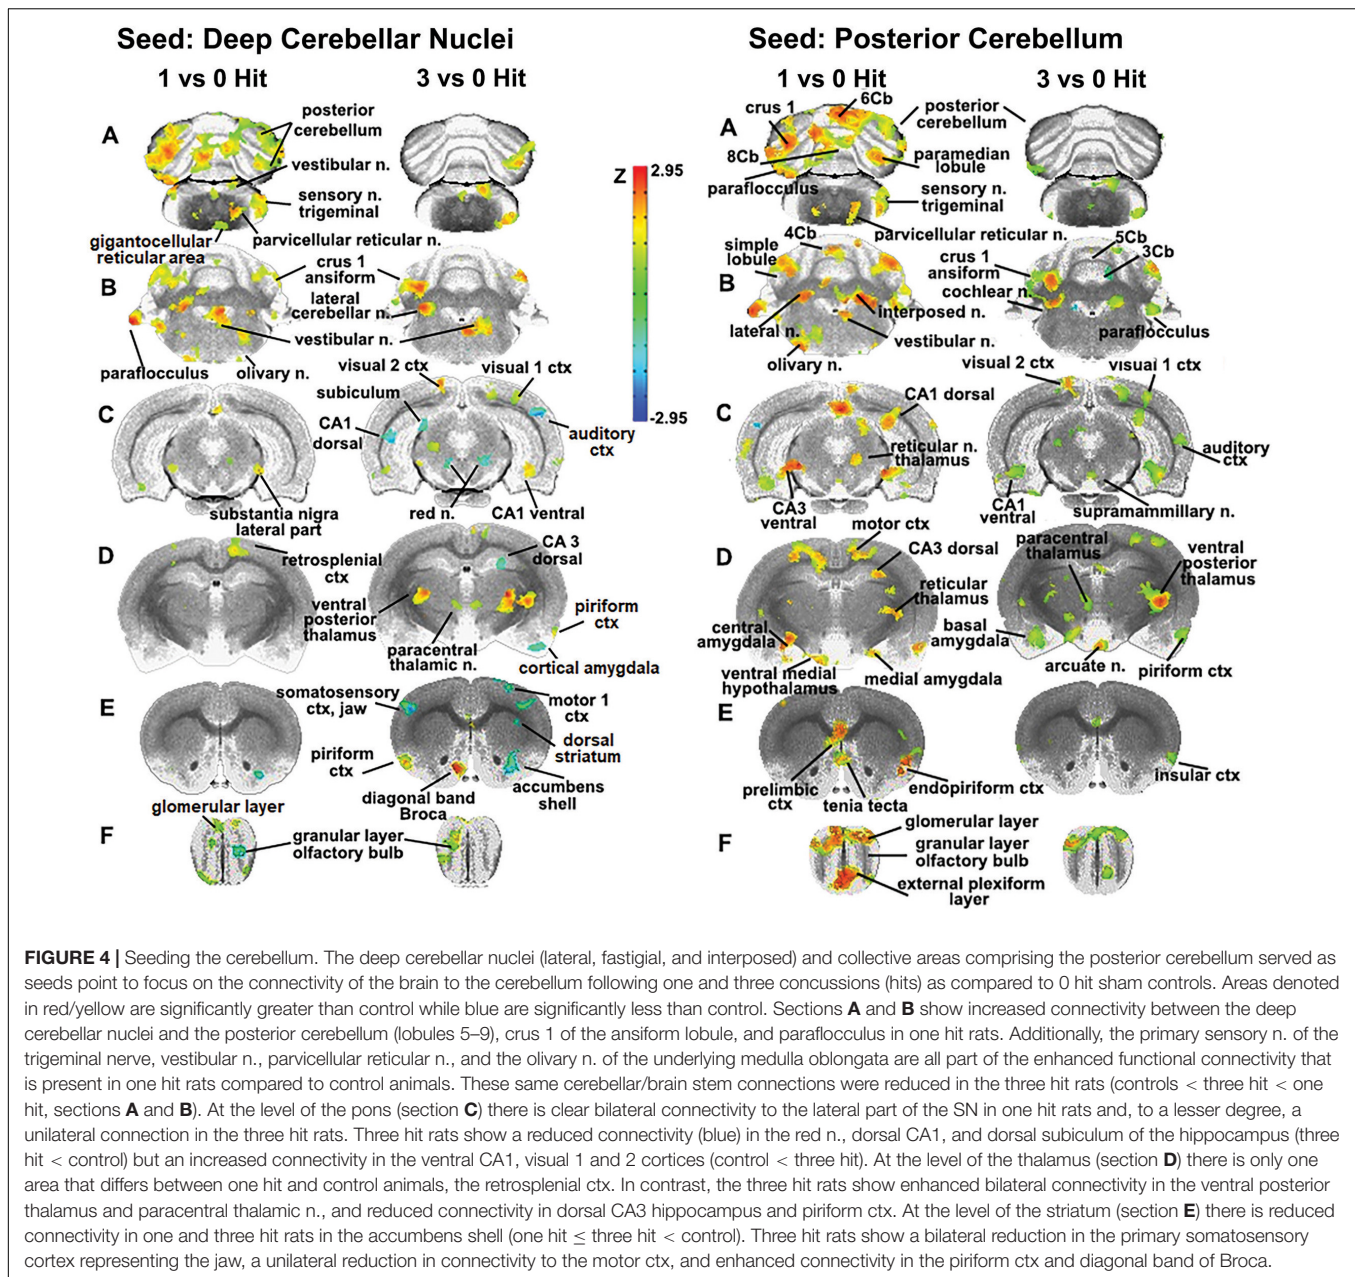 Seed: Deep Cerebellar Nuclei
1 vs 0 Hit
3 vs 0 Hit
A
posterior
cerebellum
vestibular n.
sensory n.
trigeminal
gigantocellular
reticular area
parvicellular reticular n.
B
crus 1
ansiform
lateral
cerebellar n.
vestibular n.
paraflocculus
olivary n.
C
visual 2 ctx
visual 1 ctx
subiculum
CA1
dorsal
auditory
ctx
substantia nigra
lateral part
red n.
CA1 ventral
D
retrosplenial
ctx
CA 3
dorsal
ventral
posterior
thalamus
paracentral
thalamic n.
piriform
ctx
cortical amygdala
E
somatosensory
ctx, jaw
motor 1
ctx
piriform
ctx
dorsal
striatum
diagonal band
Broca
accumbens
shell
F
glomerular layer
granular layer
olfactory bulb
Z
2.95
-2.95
Seed: Posterior Cerebellum
1 vs 0 Hit
3 vs 0 Hit
A
crus 1
6Cb
posterior
cerebellum
8Cb
paramedian
lobule
paraflocculus
sensory n.
trigeminal
parvicellular reticular n.
B
4Cb
simple
lobule
5Cb
3Cb
crus 1
ansiform
cochlear n.
lateral n.
interposed n.
vestibular n.
olivary n.
paraflocculus
C
visual 2 ctx
visual 1 ctx
CA1 dorsal
reticular n.
thalamus
auditory
ctx
CA3
ventral
CA1
ventral
supramammillary n.
D
motor ctx
CA3 dorsal
paracentral
thalamus
ventral
posterior
thalamus
reticular
thalamus
central
amygdala
basal
amygdala
ventral medial
hypothalamus
medial amygdala
arcuate n.
piriform ctx
E
prelimbic
ctx
tenia tecta
endopiriform ctx
insular ctx
F
glomerular layer
granular layer
olfactory bulb
external plexiform
layer
FIGURE 4 | Seeding the cerebellum. The deep cerebellar nuclei (lateral, fastigial, and interposed) and collective areas comprising the posterior cerebellum served as
seeds point to focus on the connectivity of the brain to the cerebellum following one and three concussions (hits) as compared to 0 hit sham controls. Areas denoted
in red/yellow are significantly greater than control while blue are significantly less than control. Sections A and B show increased connectivity between the deep
cerebellar nuclei and the posterior cerebellum (lobules 5–9), crus 1 of the ansiform lobule, and paraflocculus in one hit rats. Additionally, the primary sensory n. of the
trigeminal nerve, vestibular n., parvicellular reticular n., and the olivary n. of the underlying medulla oblongata are all part of the enhanced functional connectivity that
is present in one hit rats compared to control animals. These same cerebellar/brain stem connections were reduced in the three hit rats (controls < three hit < one
hit, sections A and B). At the level of the pons (section C) there is clear bilateral connectivity to the lateral part of the SN in one hit rats and, to a lesser degree, a
unilateral connection in the three hit rats. Three hit rats show a reduced connectivity (blue) in the red n., dorsal CA1, and dorsal subiculum of the hippocampus (three
hit < control) but an increased connectivity in the ventral CA1, visual 1 and 2 cortices (control < three hit). At the level of the thalamus (section D) there is only one
area that differs between one hit and control animals, the retrosplenial ctx. In contrast, the three hit rats show enhanced bilateral connectivity in the ventral posterior
thalamus and paracentral thalamic n., and reduced connectivity in dorsal CA3 hippocampus and piriform ctx. At the level of the striatum (section E) there is reduced
connectivity in one and three hit rats in the accumbens shell (one hit ≤ three hit < control). Three hit rats show a bilateral reduction in the primary somatosensory
cortex representing the jaw, a unilateral reduction in connectivity to the motor ctx, and enhanced connectivity in the piriform ctx and diagonal band of Broca.